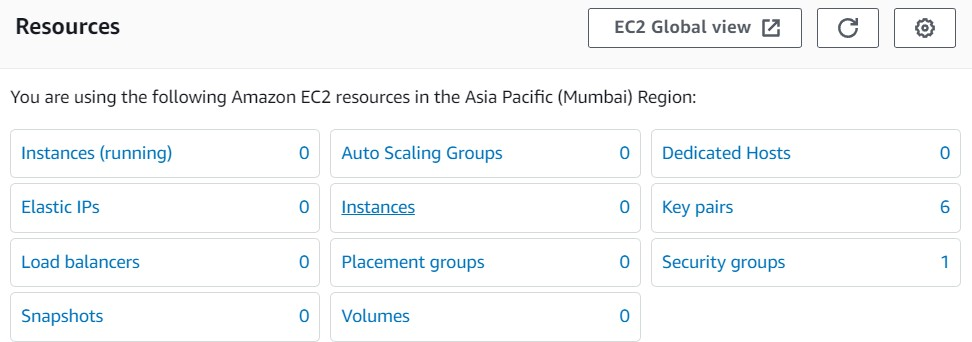 Resources
EC2 Global view
You are using the following Amazon EC2 resources in the Asia Pacific (Mumbai) Region:
Instances (running) 0 Auto Scaling Groups 0 Dedicated Hosts 0
Elastic IPs 0 Instances 0 Key pairs 6
Load balancers 0 Placement groups 0 Security groups 1
Snapshots 0 Volumes 0